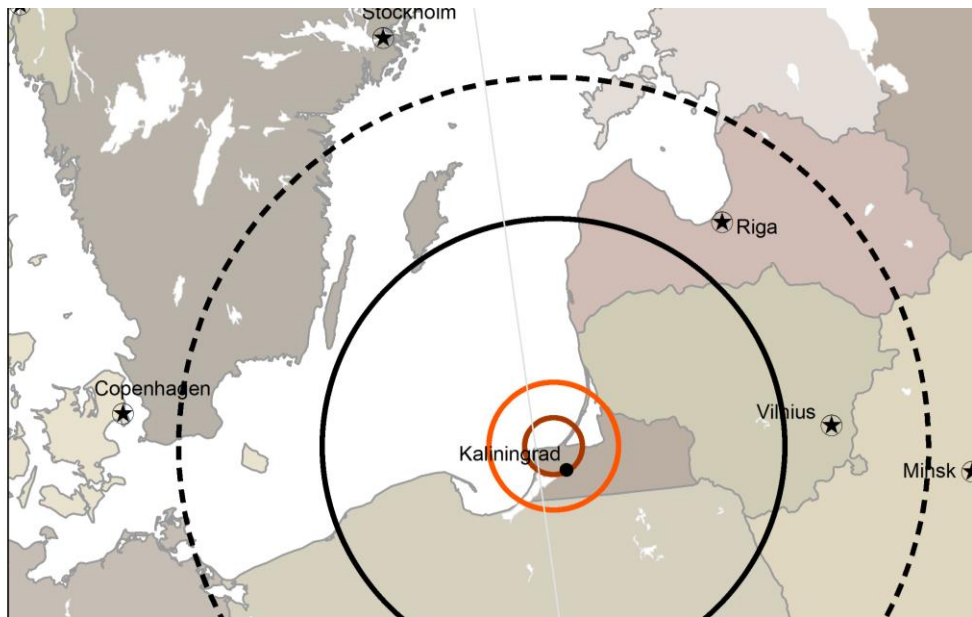 Stockholm
Riga
Copenhagen
Vilnius
Kaliningrad
Minsk